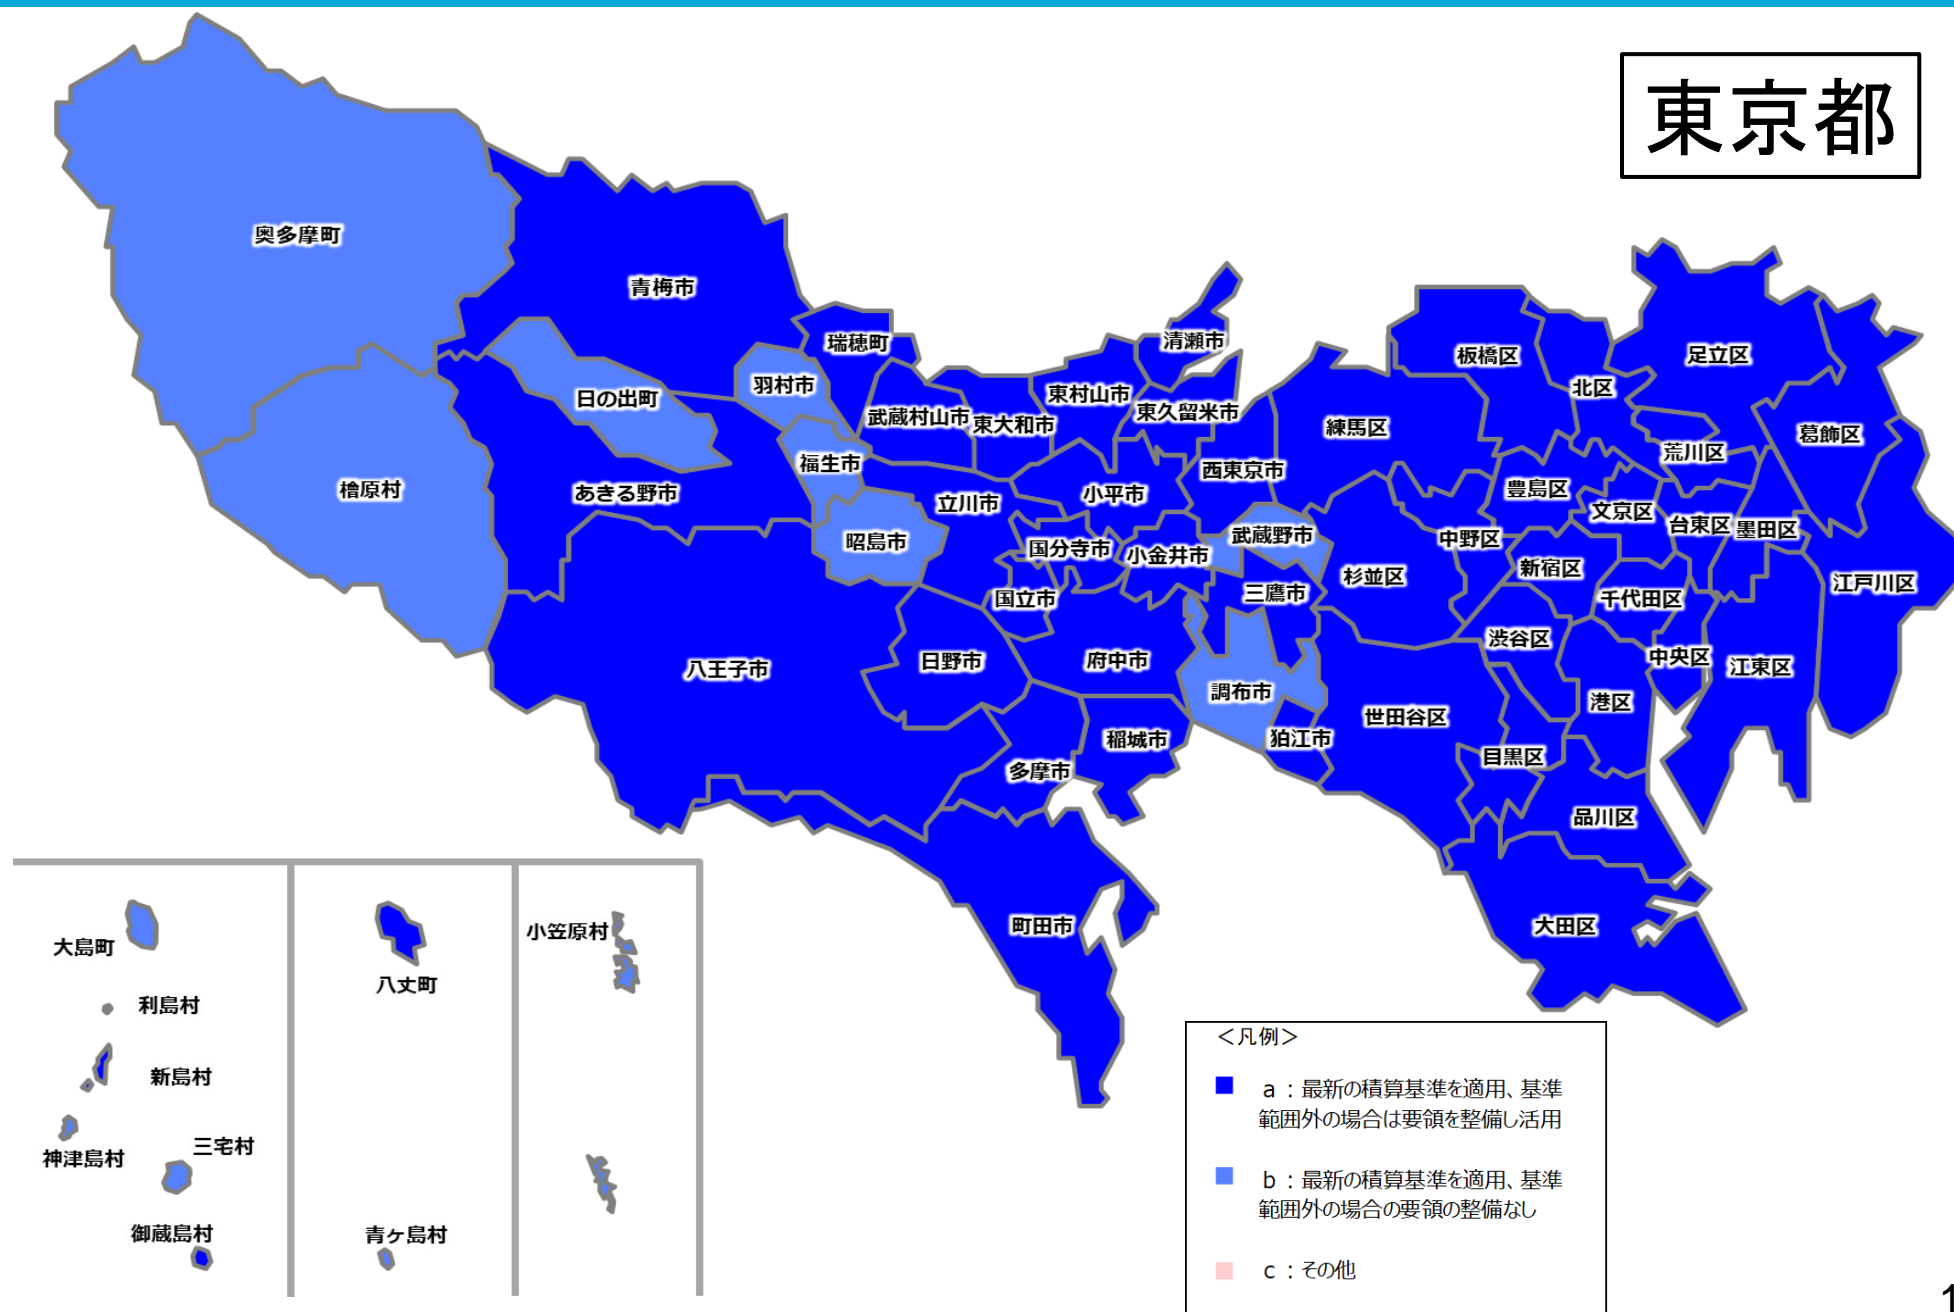 東京都
奥多摩町
青梅市
瑞穂町
清瀬市
羽村市
日の出町
武蔵村山市
東大和市
東村山市
東久留米市
檜原村
あきる野市
福生市
立川市
小平市
西東京市
昭島市
国分寺市
小金井市
武蔵野市
国立市
三鷹市
八王子市
日野市
府中市
調布市
稲城市
狛江市
多摩市
町田市
板橋区
北区
足立区
練馬区
荒川区
葛飾区
豊島区
文京区
台東区
墨田区
中野区
杉並区
新宿区
千代田区
江戸川区
渋谷区
中央区
江東区
世田谷区
港区
目黒区
品川区
大田区
大島町
利島村
新島村
神津島村
三宅村
御蔵島村
八丈町
青ヶ島村
小笠原村
＜凡例＞
a：最新の積算基準を適用、基準
範囲外の場合は要領を整備し活用
b：最新の積算基準を適用、基準
範囲外の場合の要領の整備なし
c：その他
1